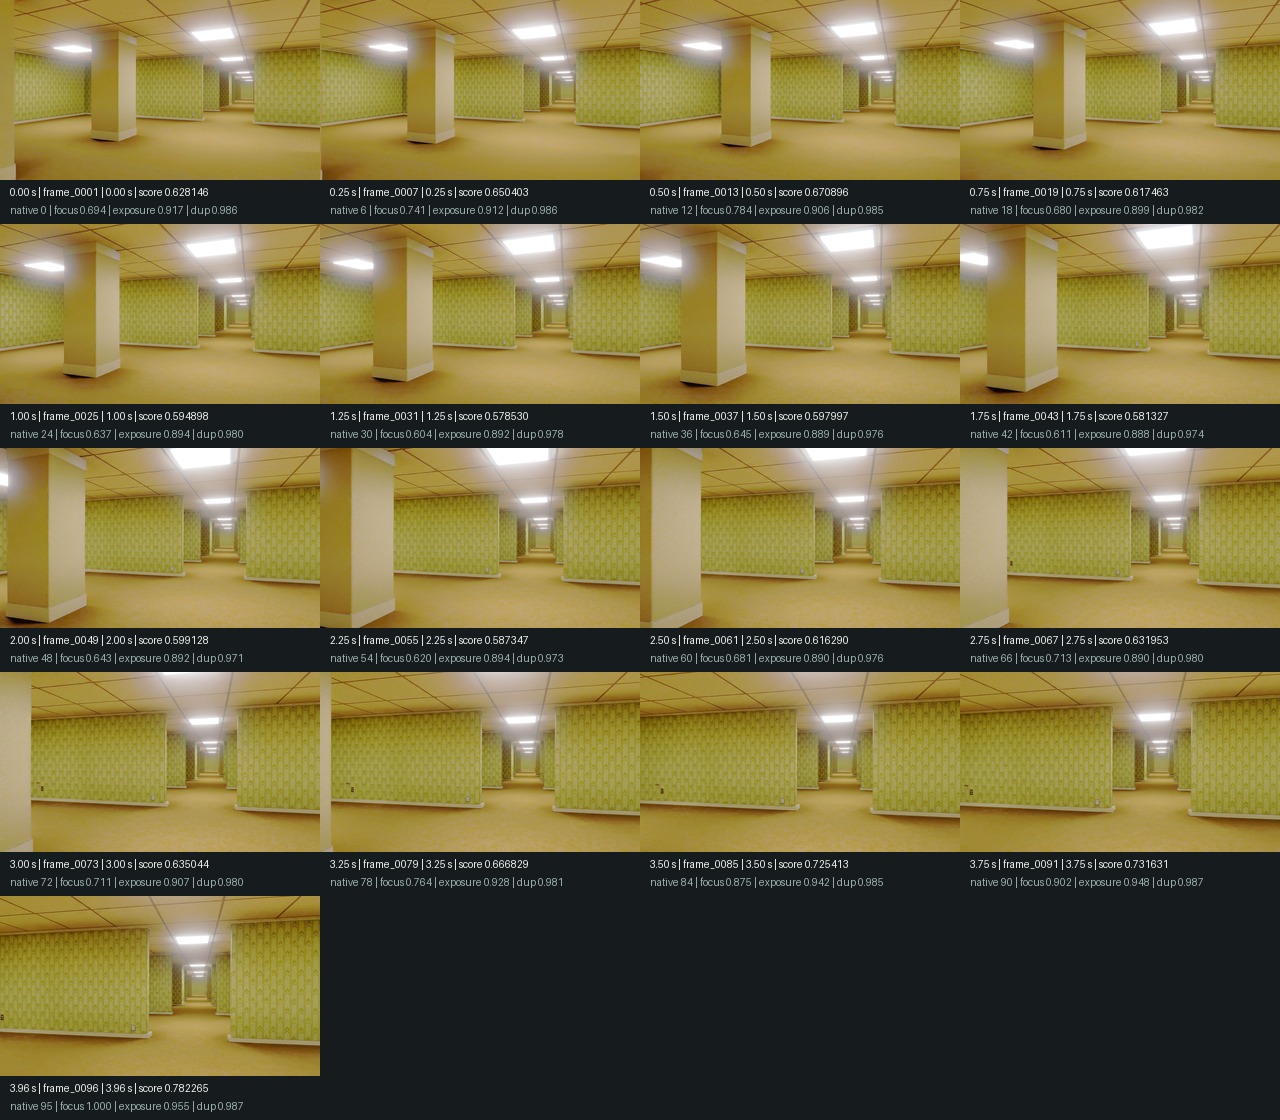 0.00 s | frame_0001 | 0.00 s | score 0.628146
native 0 | focus 0.694 | exposure 0.917 | dup 0.986
0.25 s | frame_0007 | 0.25 s | score 0.650403
native 6 | focus 0.741 | exposure 0.912 | dup 0.986
0.50 s | frame_0013 | 0.50 s | score 0.670896
native 12 | focus 0.784 | exposure 0.906 | dup 0.985
0.75 s | frame_0019 | 0.75 s | score 0.617463
native 18 | focus 0.680 | exposure 0.899 | dup 0.982
1.00 s | frame_0025 | 1.00 s | score 0.594898
native 24 | focus 0.637 | exposure 0.894 | dup 0.980
1.25 s | frame_0031 | 1.25 s | score 0.578530
native 30 | focus 0.604 | exposure 0.892 | dup 0.978
1.50 s | frame_0037 | 1.50 s | score 0.597997
native 36 | focus 0.645 | exposure 0.889 | dup 0.976
1.75 s | frame_0043 | 1.75 s | score 0.581327
native 42 | focus 0.611 | exposure 0.888 | dup 0.974
2.00 s | frame_0049 | 2.00 s | score 0.599128
native 48 | focus 0.643 | exposure 0.892 | dup 0.971
2.25 s | frame_0055 | 2.25 s | score 0.587347
native 54 | focus 0.620 | exposure 0.894 | dup 0.973
2.50 s | frame_0061 | 2.50 s | score 0.616290
native 60 | focus 0.681 | exposure 0.890 | dup 0.976
2.75 s | frame_0067 | 2.75 s | score 0.631953
native 66 | focus 0.713 | exposure 0.890 | dup 0.980
3.00 s | frame_0073 | 3.00 s | score 0.635044
native 72 | focus 0.711 | exposure 0.907 | dup 0.980
3.25 s | frame_0079 | 3.25 s | score 0.666829
native 78 | focus 0.764 | exposure 0.928 | dup 0.981
3.50 s | frame_0085 | 3.50 s | score 0.725413
native 84 | focus 0.875 | exposure 0.942 | dup 0.985
3.75 s | frame_0091 | 3.75 s | score 0.731631
native 90 | focus 0.902 | exposure 0.948 | dup 0.987
3.96 s | frame_0096 | 3.96 s | score 0.782265
native 95 | focus 1.000 | exposure 0.955 | dup 0.987